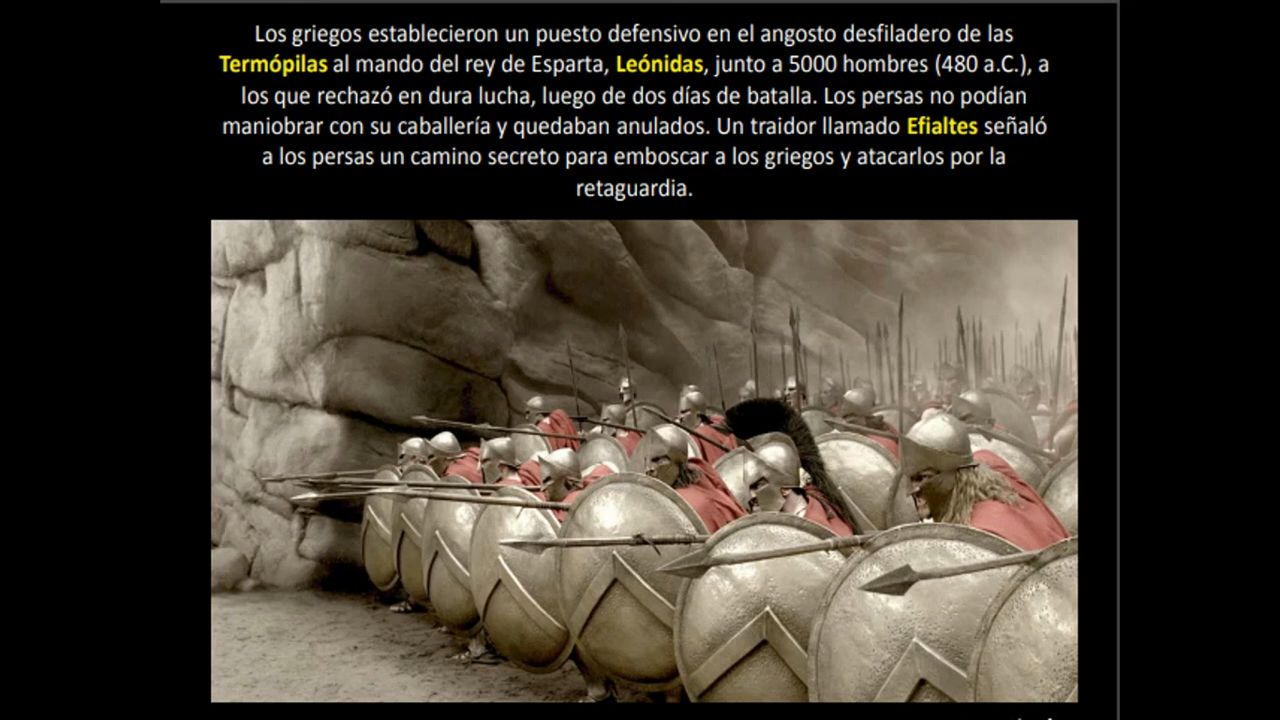 Los griegos establecieron un puesto defensivo en el angosto desfiladero de las
Termópilas al mando del rey de Esparta, Leónidas, junto a 5000 hombres (480 a.C.), a
los que rechazó en dura lucha, luego de dos días de batalla. Los persas no podían
maniobrar con su caballería y quedaban anulados. Un traidor llamado Efialtes señaló
a los persas un camino secreto para emboscar a los griegos y atacarlos por la
retaguardia.